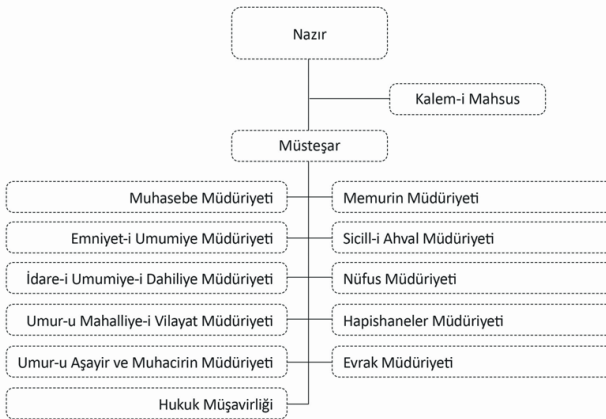 Nazır
Kalem-i Mahsus
Müsteşar
Muhasebe Müdüriyeti
Memurin Müdüriyeti
Emniyet-i Umumiye Müdüriyeti
Sicill-i Ahval Müdüriyeti
İdare-i Umumiye-i Dahiliye Müdüriyeti
Nüfus Müdüriyeti
Umur-u Mahalliye-i Vilayat Müdüriyeti
Hapishaneler Müdüriyeti
Umur-u Aşayir ve Muhacirin Müdüriyeti
Evrak Müdüriyeti
Hukuk Müşavirliği